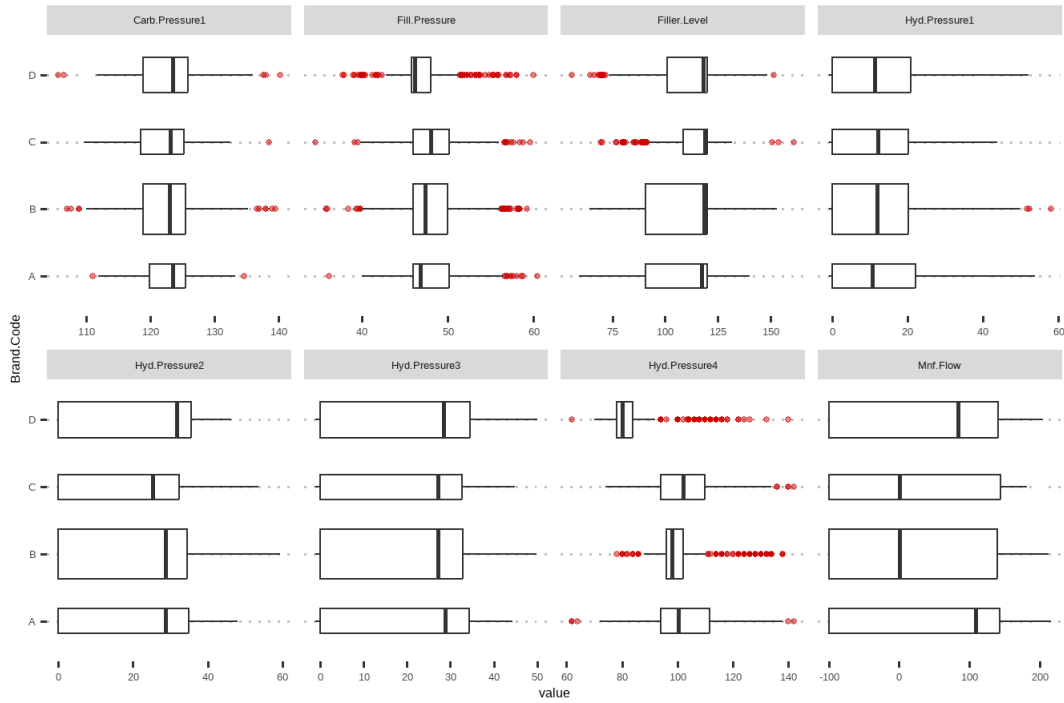 Carb.Pressure1 Fill.Pressure Filler.Level Hyd.Pressure1
D
C
B
A
110 120 130 140 40 50 60 75 100 125 150 0 20 40 60
Brand.Code
Hyd.Pressure2 Hyd.Pressure3 Hyd.Pressure4 Mnf.Flow
D
C
B
A
0 20 40 60 0 10 20 30 40 50 60 80 100 120 140 -100 0 100 200
value